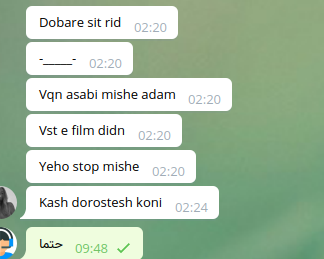 Dobare sit rid 02:20
-_____- 02:20
Vqn asabi mishe adam 02:20
Vst e film didn 02:20
Yeho stop mishe 02:20
Kash dorostesh koni 02:24
حتما 09:48